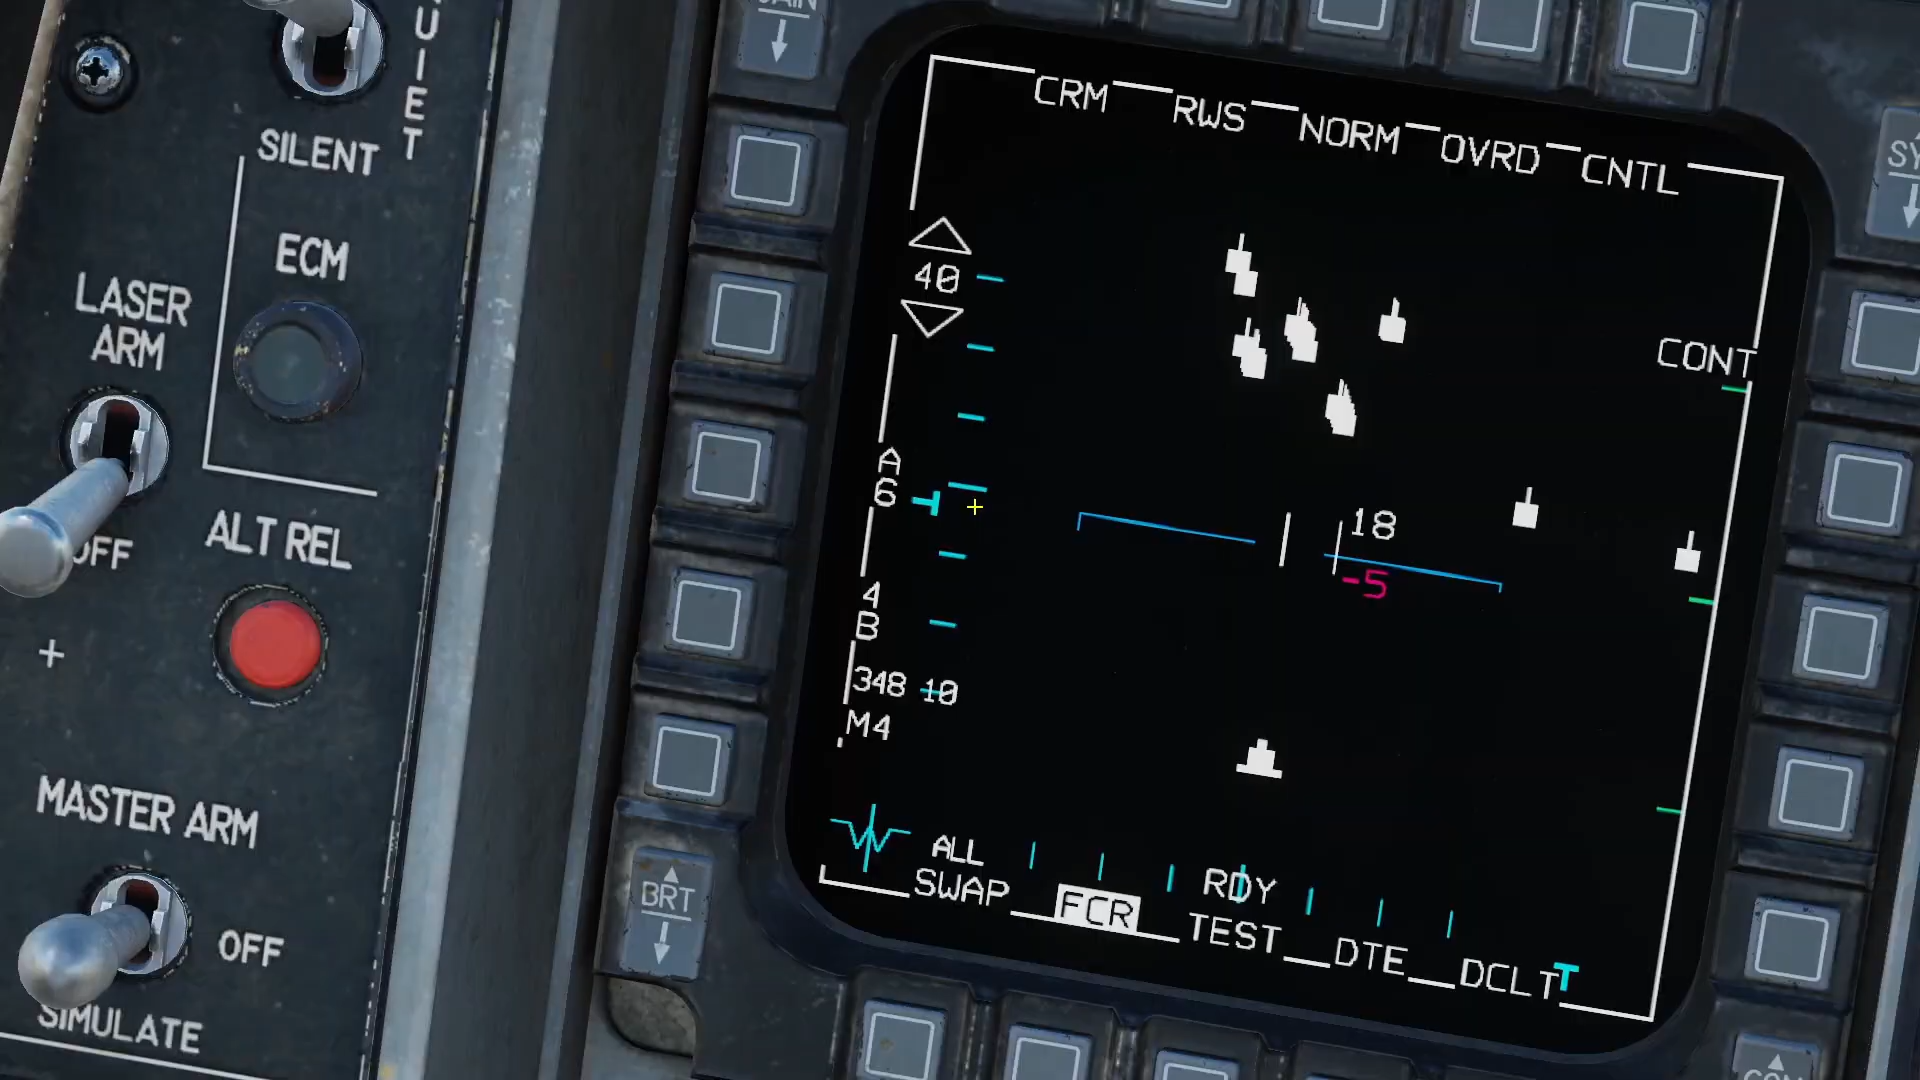 QUIET
SILENT
ECM
LASER
ARM
OFF
ALT REL
+
MASTER ARM
OFF
SIMULATE
BRT
CRM RWS NORM OVRD CNTL
40
CONT
A
6
18
-5
4
B
348 10
M4
ALL
RDY
SWAP FCR TEST DTE DCLT
T